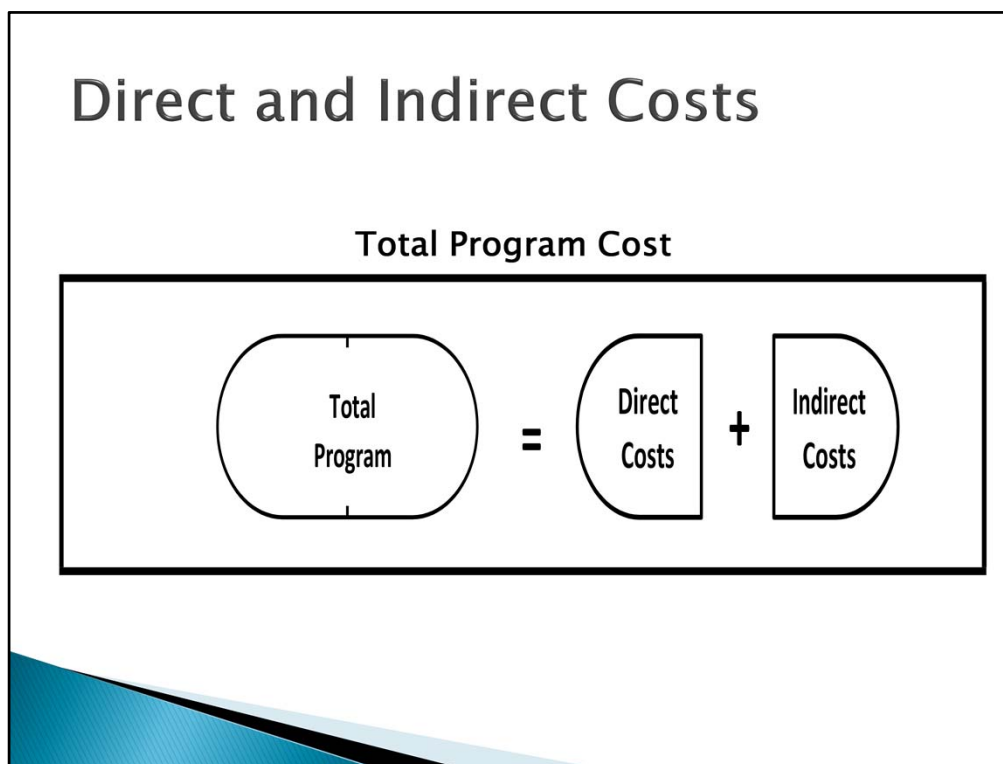 Direct and Indirect Costs
Total Program Cost
Total
Program
=
Direct
Costs
+
Indirect
Costs